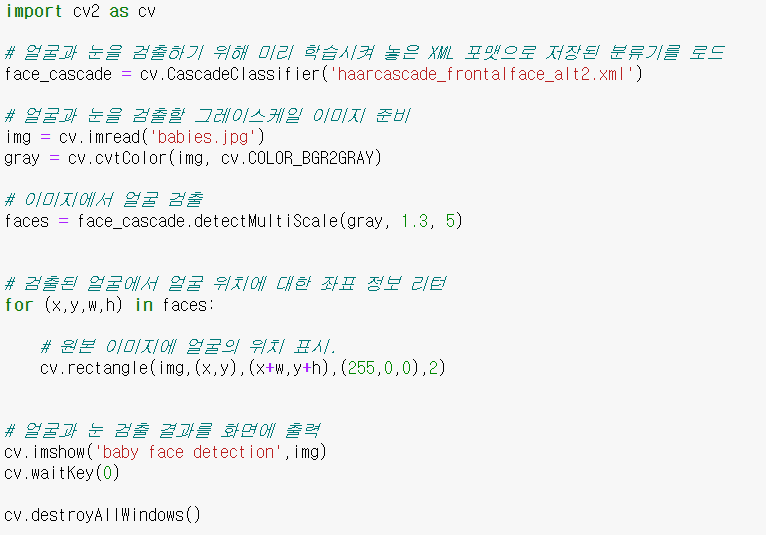 import cv2 as cv
# 얼굴과 눈을 검출하기 위해 미리 학습시켜 놓은 XML 포맷으로 저장된 분류기를 로드
face_cascade = cv.CascadeClassifier('haarcascade_frontalface_alt2.xml')
# 얼굴과 눈을 검출할 그레이스케일 이미지 준비
img = cv.imread('babies.jpg')
gray = cv.cvtColor(img, cv.COLOR_BGR2GRAY)
# 이미지에서 얼굴 검출
faces = face_cascade.detectMultiScale(gray, 1.3, 5)
# 검출된 얼굴에서 얼굴 위치에 대한 좌표 정보 리턴
for (x,y,w,h) in faces:
# 원본 이미지에 얼굴의 위치 표시.
cv.rectangle(img,(x,y),(x+w,y+h),(255,0,0),2)
# 얼굴과 눈 검출 결과를 화면에 출력
cv.imshow('baby face detection',img)
cv.waitKey(0)
cv.destroyAllWindows()